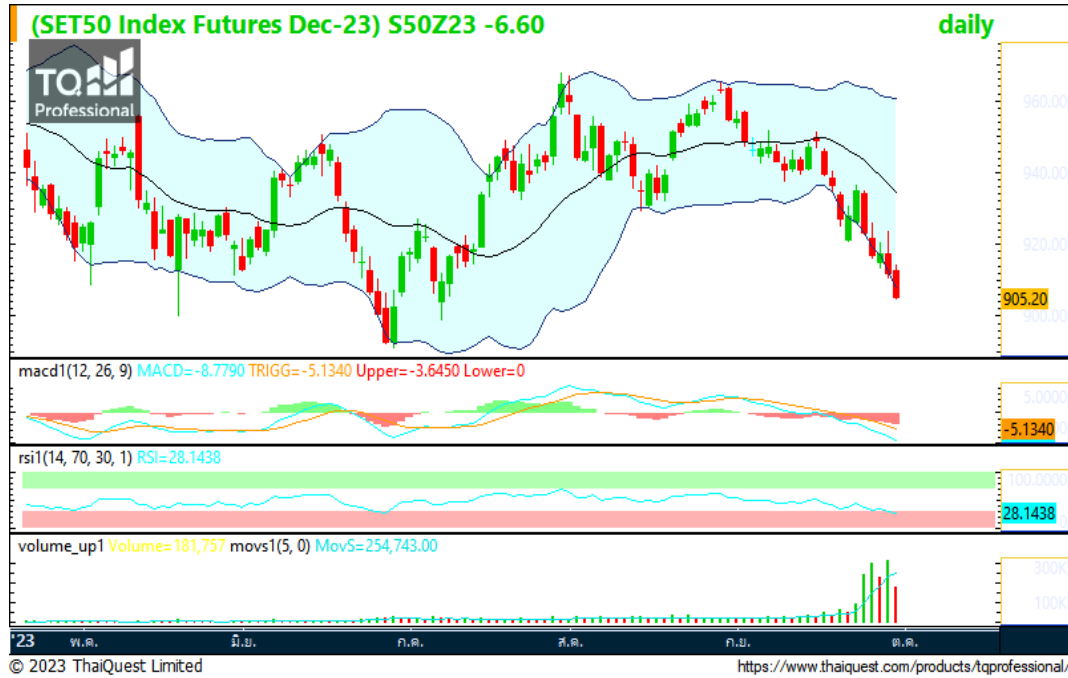 (SET50 Index Futures Dec-23) S50Z23 -6.60 daily
TQ
Professional
960.00
940.00
920.00
905.20
900.00
macd1(12, 26, 9) MACD=-8.7790 TRIGG=-5.1340 Upper=-3.6450 Lower=0
5.0000
-5.1340
rsi1(14, 70, 30, 1) RSI=28.1438
100.0000
28.1438
volume_up1 Volume=181,757 movs1(5, 0) MovS=254,743.00
300K
100K
'23 พ.ค. มิ.ย. ก.ค. ส.ค. ก.ย. ต.ค.
© 2023 ThaiQuest Limited https://www.thaiquest.com/products/tqprofessional/